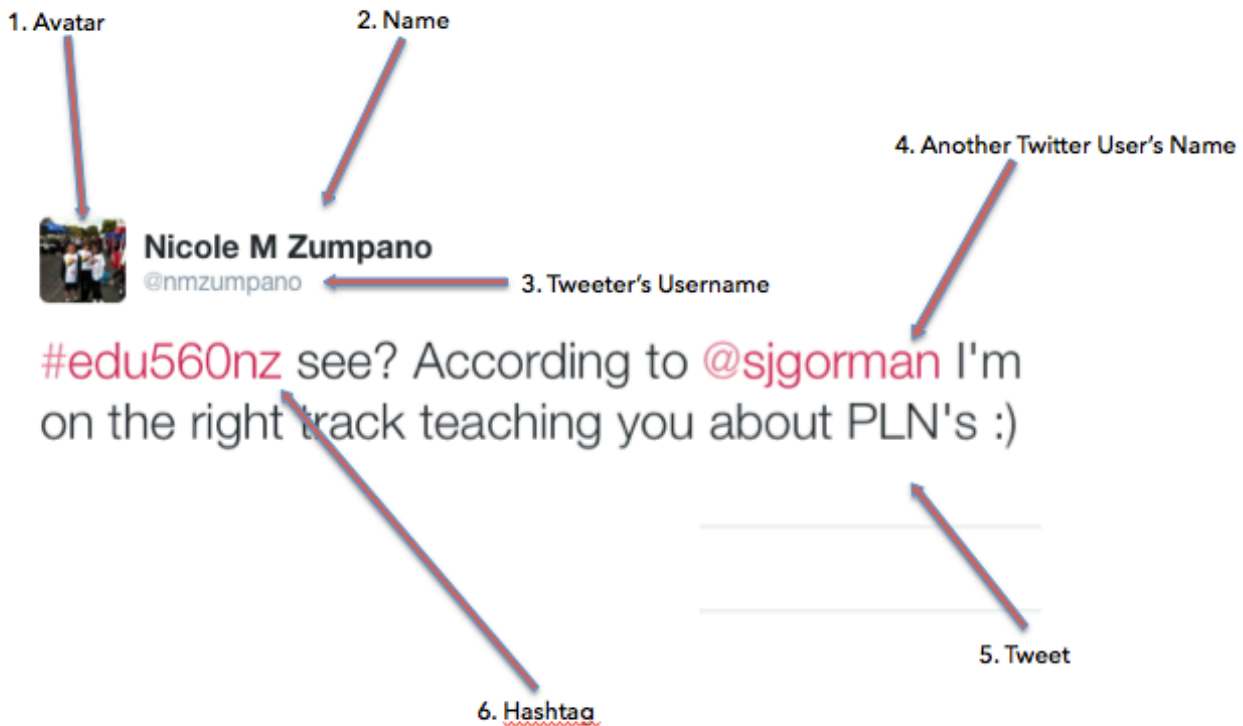 1. Avatar
2. Name
4. Another Twitter User's Name
Nicole M Zumpano
@nmzumpano
3. Tweeter's Username
#edu560nz see? According to @sjgorman I'm
on the right track teaching you about PLN's :)
5. Tweet
6. Hashtag